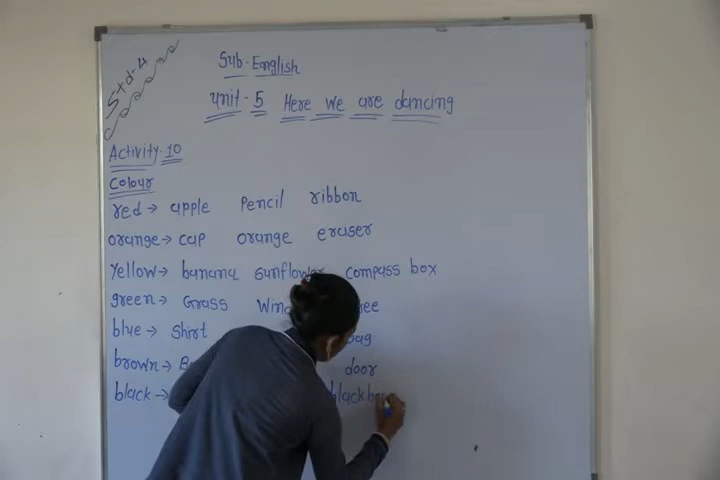 Std-4
Sub-English
Unit-5 Here we are dancing
Activity-10
Colour
red → apple pencil ribbon
orange → cap orange eraser
yellow → banana sunflower compass box
green → Grass
blue → Shirt bag
brown → door
black →